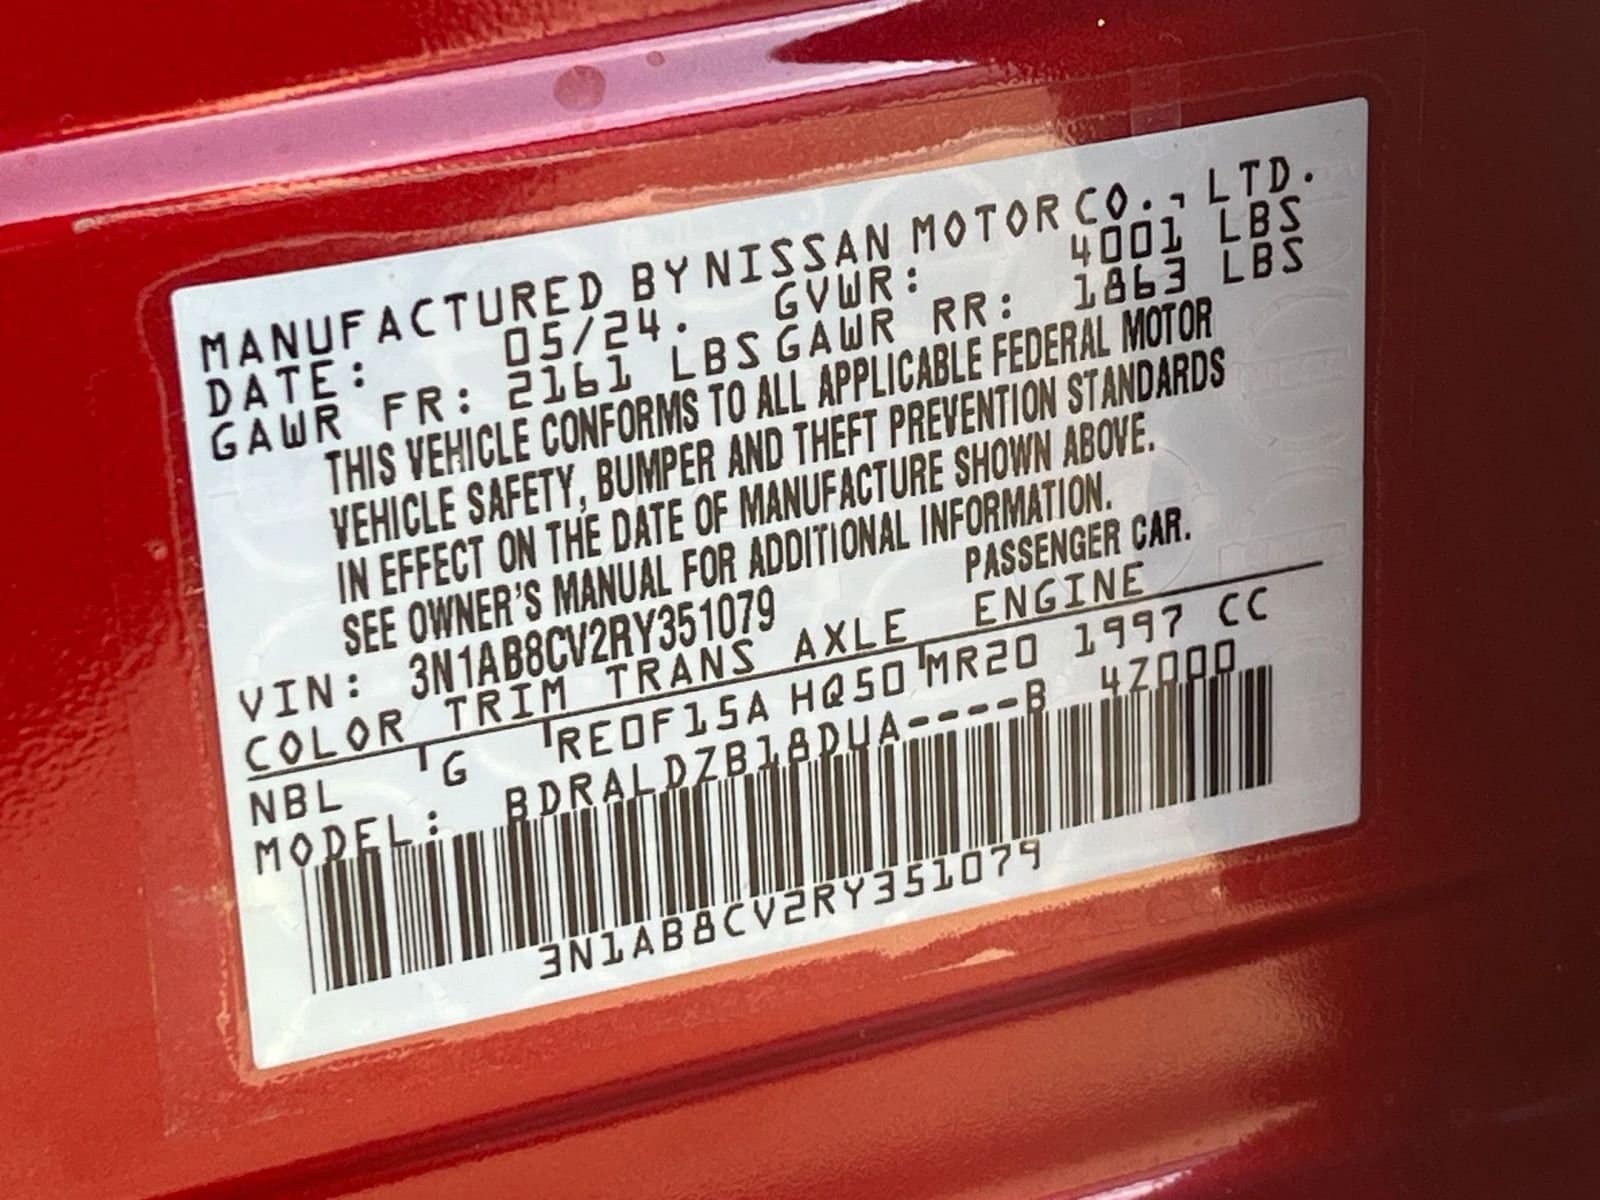 MANUFACTURED BY NISSAN MOTOR CO., LTD.
DATE: 05/24. GVWR: 4001 LBS
GAWR FR: 2161 LBS GAWR RR: 1863 LBS
THIS VEHICLE CONFORMS TO ALL APPLICABLE FEDERAL MOTOR
VEHICLE SAFETY, BUMPER AND THEFT PREVENTION STANDARDS
IN EFFECT ON THE DATE OF MANUFACTURE SHOWN ABOVE.
SEE OWNER'S MANUAL FOR ADDITIONAL INFORMATION.
VIN: 3N1AB8CV2RY351079 PASSENGER CAR.
COLOR TRIM TRANS AXLE ENGINE
NBL G RE0F15A HQ50 MR20 1997 CC
MODEL: BDRALDZB18DUA----B 4Z000
3N1AB8CV2RY351079